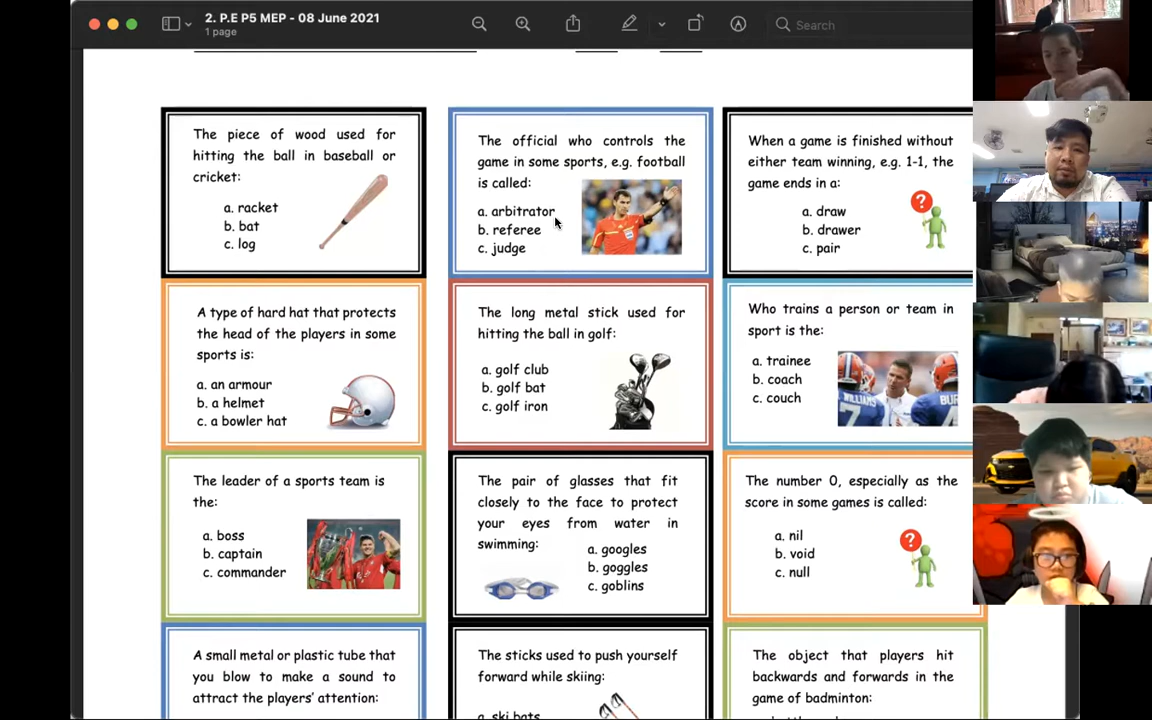 2. P.E P5 MEP - 08 June 2021
1 page
Search
The piece of wood used for
hitting the ball in baseball or
cricket:
a. racket
b. bat
c. log
The official who controls the
game in some sports, e.g. football
is called:
a. arbitrator
b. referee
c. judge
When a game is finished without
either team winning, e.g. 1-1, the
game ends in a:
a. draw
b. drawer
c. pair
?
A type of hard hat that protects
the head of the players in some
sports is:
a. an armour
b. a helmet
c. a bowler hat
The long metal stick used for
hitting the ball in golf:
a. golf club
b. golf bat
c. golf iron
Who trains a person or team in
sport is the:
a. trainee
b. coach
c. couch
WILLIAMS
7
BUR
4
The leader of a sports team is
the:
a. boss
b. captain
c. commander
The pair of glasses that fit
closely to the face to protect
your eyes from water in
swimming:
a. googles
b. goggles
c. goblins
The number 0, especially as the
score in some games is called:
a. nil
b. void
c. null
?
A small metal or plastic tube that
you blow to make a sound to
attract the players' attention:
The sticks used to push yourself
forward while skiing:
a. ski bats
The object that players hit
backwards and forwards in the
game of badminton: